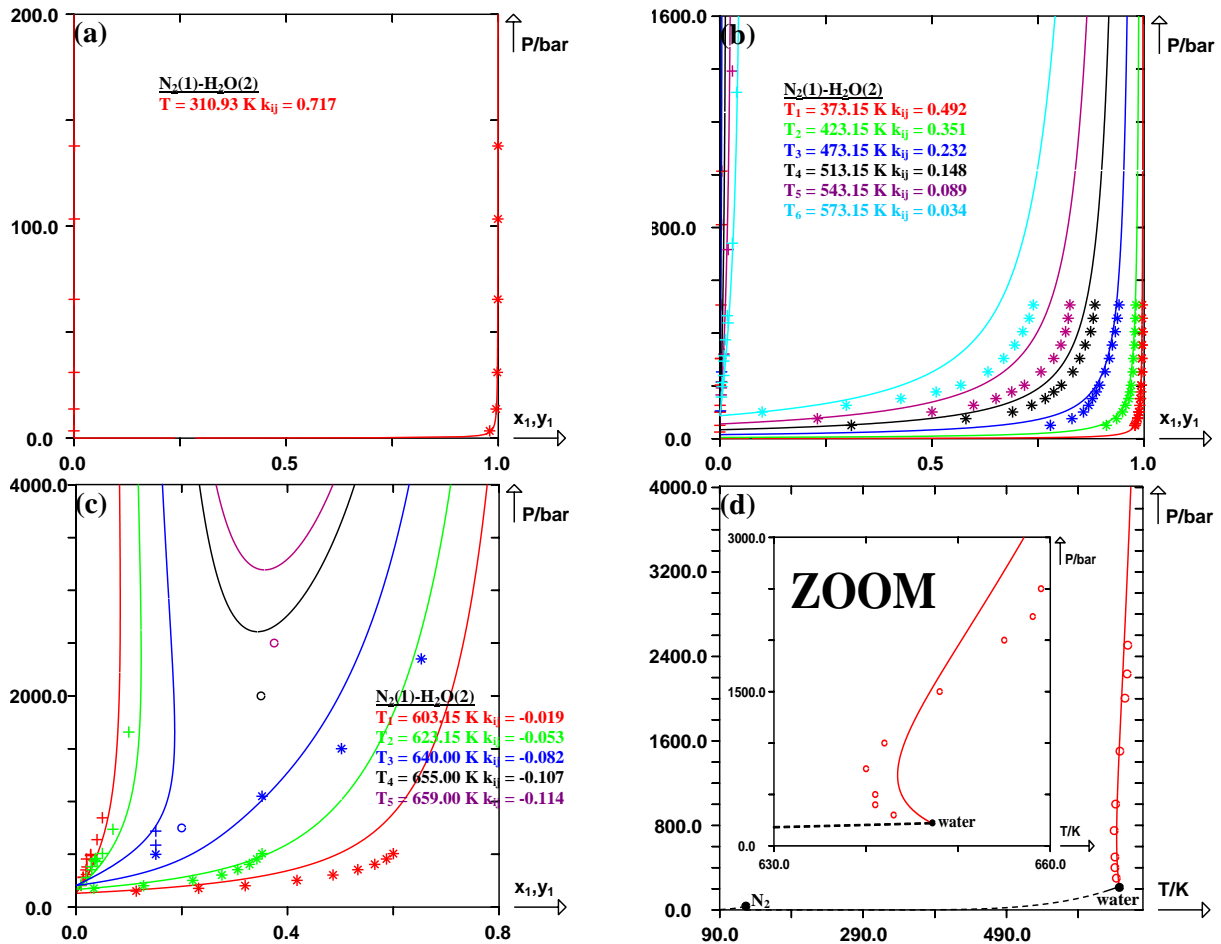 (a)
200.0
P/bar
N₂(1)-H₂O(2)
T = 310.93 K kᵢⱼ = 0.717
100.0
x₁,y₁
0.0
0.0
0.5
1.0
(b)
1600.0
P/bar
N₂(1)-H₂O(2)
T₁ = 373.15 K kᵢⱼ = 0.492
T₂ = 423.15 K kᵢⱼ = 0.351
T₃ = 473.15 K kᵢⱼ = 0.232
T₄ = 513.15 K kᵢⱼ = 0.148
T₅ = 543.15 K kᵢⱼ = 0.089
T₆ = 573.15 K kᵢⱼ = 0.034
800.0
x₁,y₁
0.0
0.0
0.5
1.0
(c)
4000.0
P/bar
2000.0
N₂(1)-H₂O(2)
T₁ = 603.15 K kᵢⱼ = -0.019
T₂ = 623.15 K kᵢⱼ = -0.053
T₃ = 640.00 K kᵢⱼ = -0.082
T₄ = 655.00 K kᵢⱼ = -0.107
T₅ = 659.00 K kᵢⱼ = -0.114
x₁,y₁
0.0
0.0
0.4
0.8
(d)
4000.0
P/bar
3200.0
2400.0
1600.0
800.0
0.0
3000.0
P/bar
ZOOM
1500.0
water
T/K
0.0
630.0
660.0
N₂
water
T/K
90.0
290.0
490.0